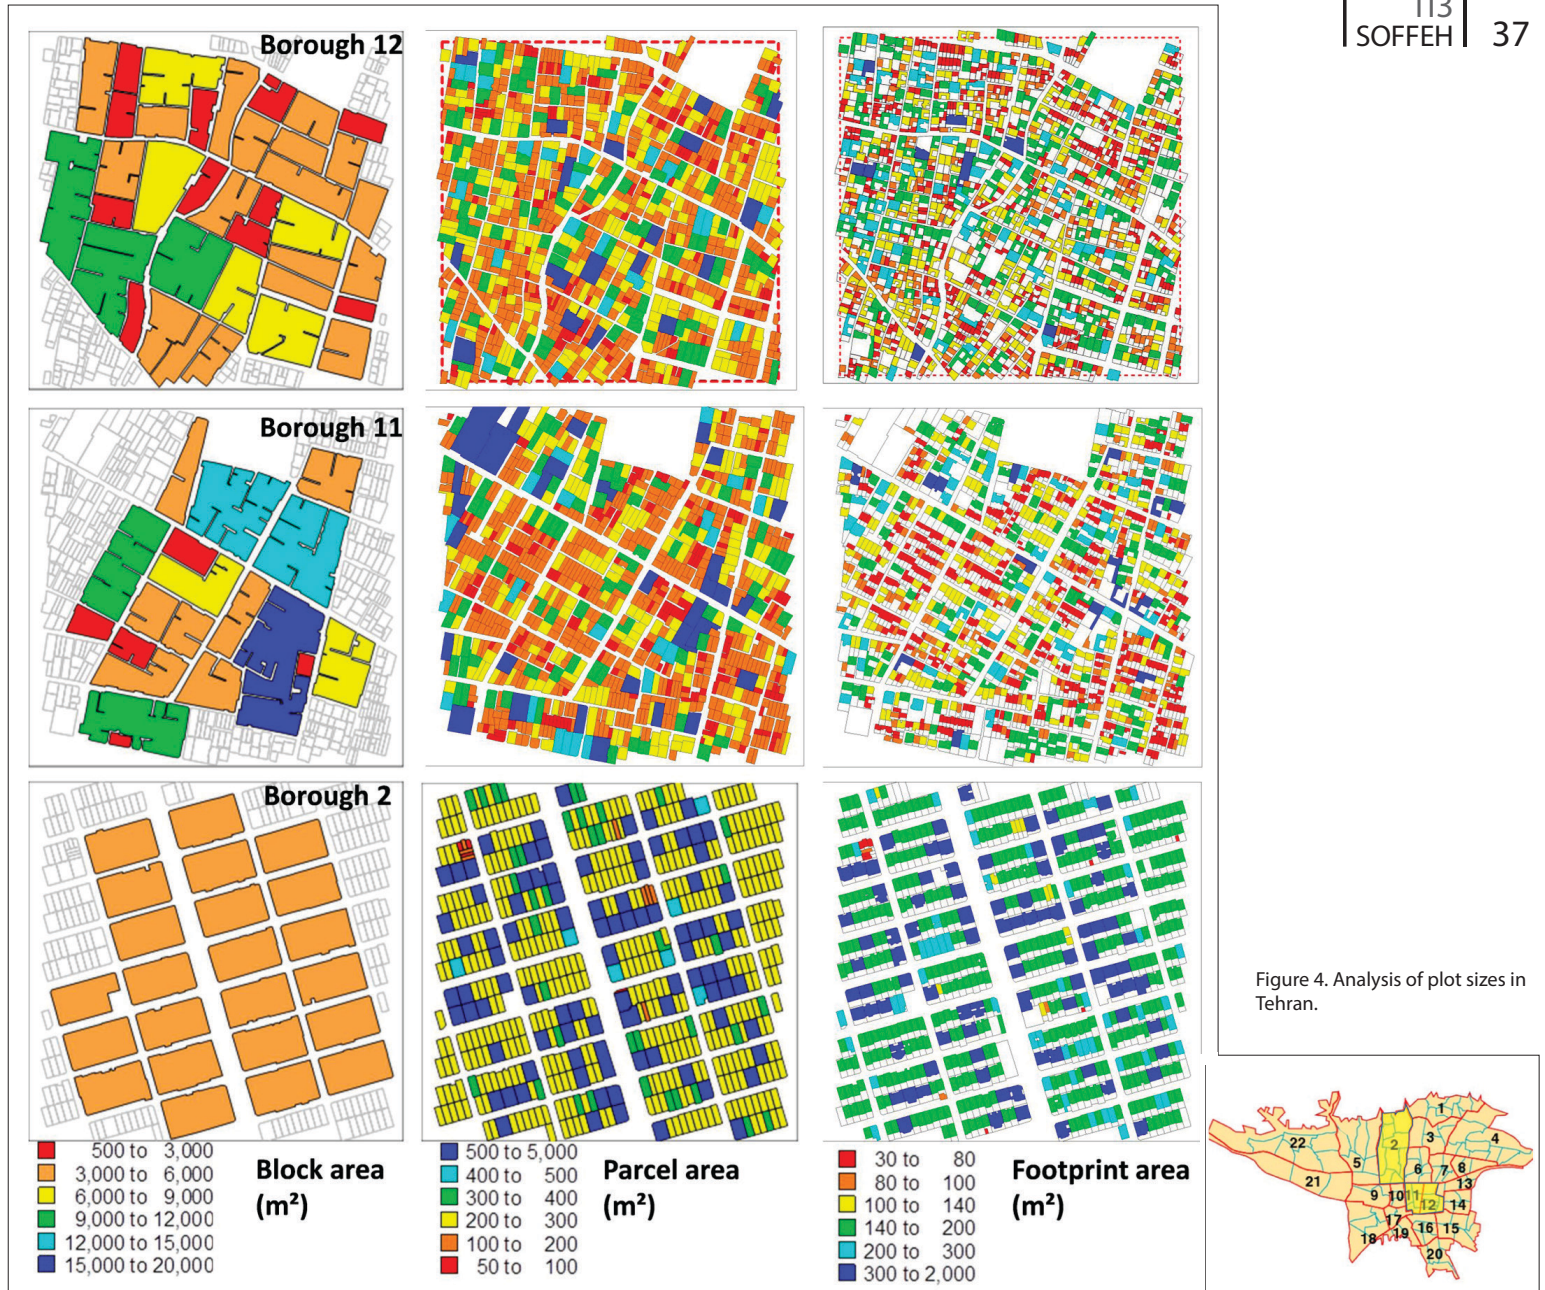 113
SOFFEH
37
Borough 12
Borough 11
Borough 2
500 to 3,000
3,000 to 6,000
6,000 to 9,000
9,000 to 12,000
12,000 to 15,000
15,000 to 20,000
Block area
(m²)
500 to 5,000
400 to 500
300 to 400
200 to 300
100 to 200
50 to 100
Parcel area
(m²)
30 to 80
80 to 100
100 to 140
140 to 200
200 to 300
300 to 2,000
Footprint area
(m²)
Figure 4. Analysis of plot sizes in
Tehran.
1
22
2
3
4
5
6
7
8
21
13
9
10
11
12
14
17
18
19
16
15
20